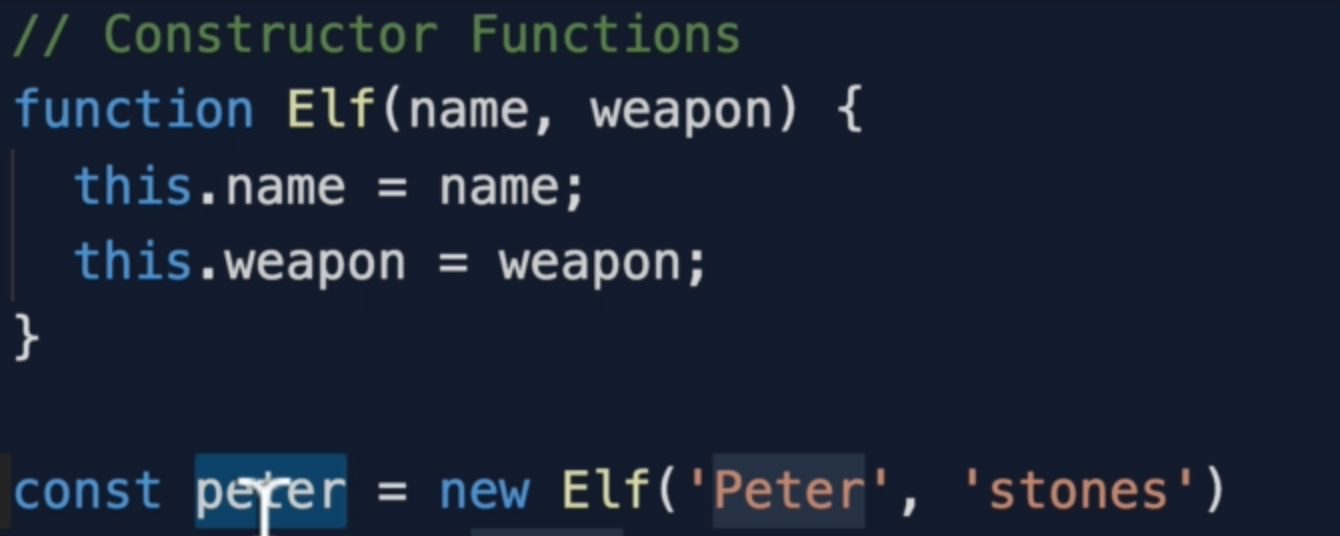 // Constructor Functions
function Elf(name, weapon) {
  this.name = name;
  this.weapon = weapon;
}
const peter = new Elf('Peter', 'stones')